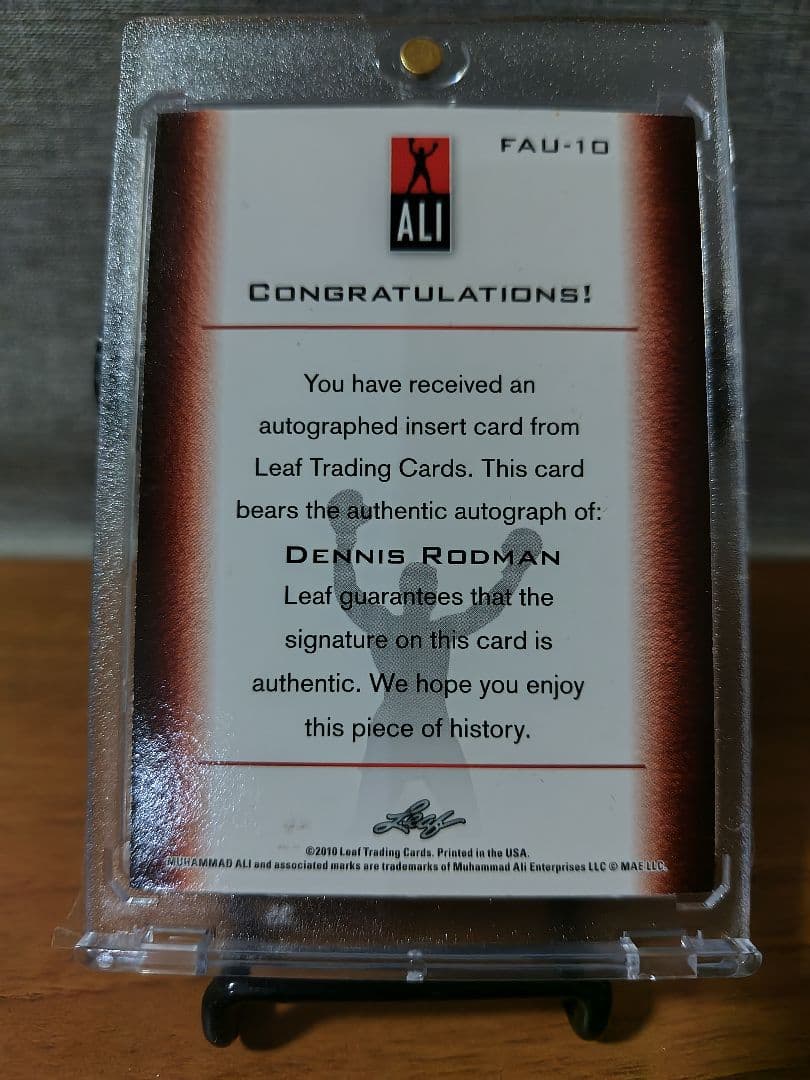 FAU-10
ALI
CONGRATULATIONS!
You have received an
autographed insert card from
Leaf Trading Cards. This card
bears the authentic autograph of:
DENNIS RODMAN
Leaf guarantees that the
signature on this card is
authentic. We hope you enjoy
this piece of history.
Leaf
©2010 Leaf Trading Cards. Printed in the USA.
MUHAMMAD ALI and associated marks are trademarks of Muhammad Ali Enterprises LLC © MAE LLC.